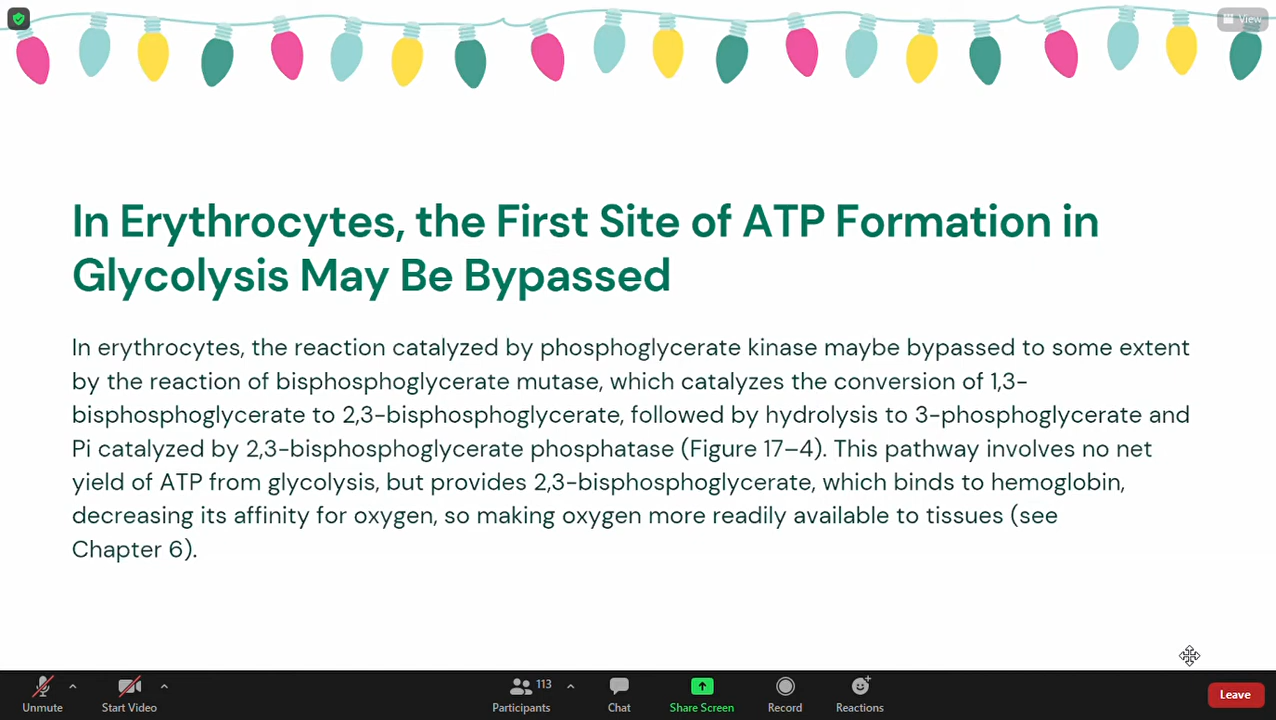 View
In Erythrocytes, the First Site of ATP Formation in
Glycolysis May Be Bypassed
In erythrocytes, the reaction catalyzed by phosphoglycerate kinase maybe bypassed to some extent
by the reaction of bisphosphoglycerate mutase, which catalyzes the conversion of 1,3-
bisphosphoglycerate to 2,3-bisphosphoglycerate, followed by hydrolysis to 3-phosphoglycerate and
Pi catalyzed by 2,3-bisphosphoglycerate phosphatase (Figure 17–4). This pathway involves no net
yield of ATP from glycolysis, but provides 2,3-bisphosphoglycerate, which binds to hemoglobin,
decreasing its affinity for oxygen, so making oxygen more readily available to tissues (see
Chapter 6).
Unmute
Start Video
113
Participants
Chat
Share Screen
Record
Reactions
Leave